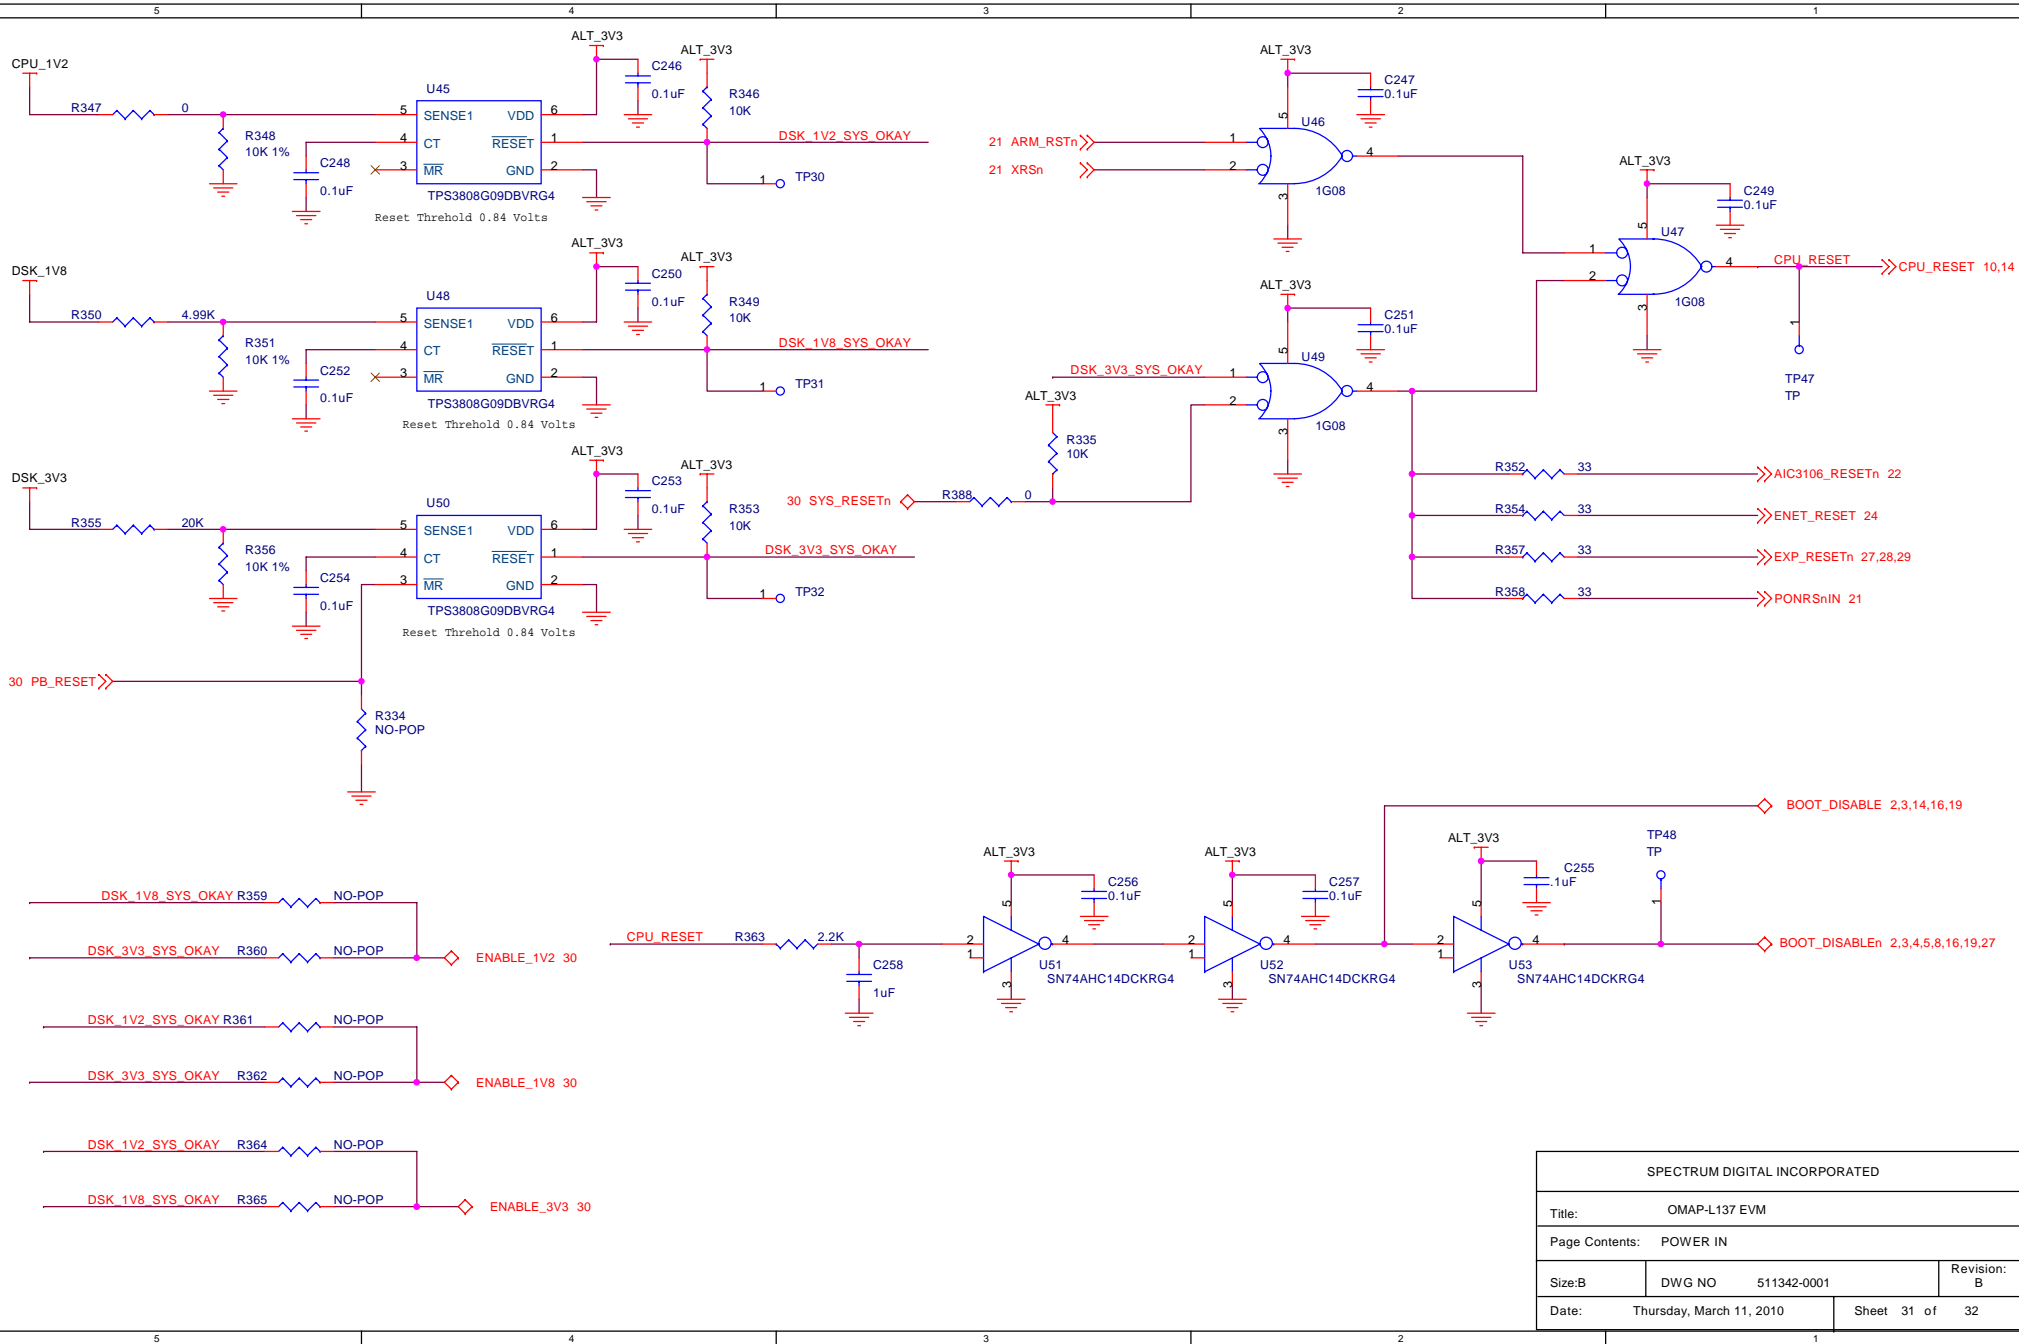 5 4 3 2 1
CPU_1V2
R347 0
R348
10K 1%
C248
0.1uF
U45
5 SENSE1 VDD 6
4 CT RESET 1
3 MR GND 2
TPS3808G09DBVRG4
Reset Threhold 0.84 Volts
ALT_3V3
C246
0.1uF
ALT_3V3
R346
10K
DSK_1V2_SYS_OKAY
1 TP30
DSK_1V8
R350 4.99K
R351
10K 1%
C252
0.1uF
U48
5 SENSE1 VDD 6
4 CT RESET 1
3 MR GND 2
TPS3808G09DBVRG4
Reset Threhold 0.84 Volts
ALT_3V3
C250
0.1uF
ALT_3V3
R349
10K
DSK_1V8_SYS_OKAY
1 TP31
DSK_3V3
R355 20K
R356
10K 1%
C254
0.1uF
U50
5 SENSE1 VDD 6
4 CT RESET 1
3 MR GND 2
TPS3808G09DBVRG4
Reset Threhold 0.84 Volts
ALT_3V3
C253
0.1uF
ALT_3V3
R353
10K
DSK_3V3_SYS_OKAY
1 TP32
30 PB_RESET
R334
NO-POP
ALT_3V3
C247
0.1uF
21 ARM_RSTn
21 XRSn
1
2
5
U46
4
3
1G08
ALT_3V3
C249
0.1uF
1
2
5
U47
4
3
1G08
CPU_RESET
CPU_RESET 10,14
1
TP47
TP
ALT_3V3
C251
0.1uF
DSK_3V3_SYS_OKAY
1
2
5
U49
4
3
1G08
ALT_3V3
R335
10K
30 SYS_RESETn
R388 0
R352 33
AIC3106_RESETn 22
R354 33
ENET_RESET 24
R357 33
EXP_RESETn 27,28,29
R358 33
PONRSnIN 21
BOOT_DISABLE 2,3,14,16,19
CPU_RESET
R363 2.2K
C258
1uF
ALT_3V3
C256
0.1uF
2
1
5
4
3
U51
SN74AHC14DCKRG4
ALT_3V3
C257
0.1uF
2
1
5
4
3
U52
SN74AHC14DCKRG4
ALT_3V3
C255
.1uF
2
1
5
4
3
U53
SN74AHC14DCKRG4
TP48
TP
1
BOOT_DISABLEn 2,3,4,5,8,16,19,27
DSK_1V8_SYS_OKAY R359 NO-POP
DSK_3V3_SYS_OKAY R360 NO-POP
ENABLE_1V2 30
DSK_1V2_SYS_OKAY R361 NO-POP
DSK_3V3_SYS_OKAY R362 NO-POP
ENABLE_1V8 30
DSK_1V2_SYS_OKAY R364 NO-POP
DSK_1V8_SYS_OKAY R365 NO-POP
ENABLE_3V3 30
SPECTRUM DIGITAL INCORPORATED
Title: OMAP-L137 EVM
Page Contents: POWER IN
Size:B DWG NO 511342-0001 Revision: B
Date: Thursday, March 11, 2010 Sheet 31 of 32
5 4 3 2 1